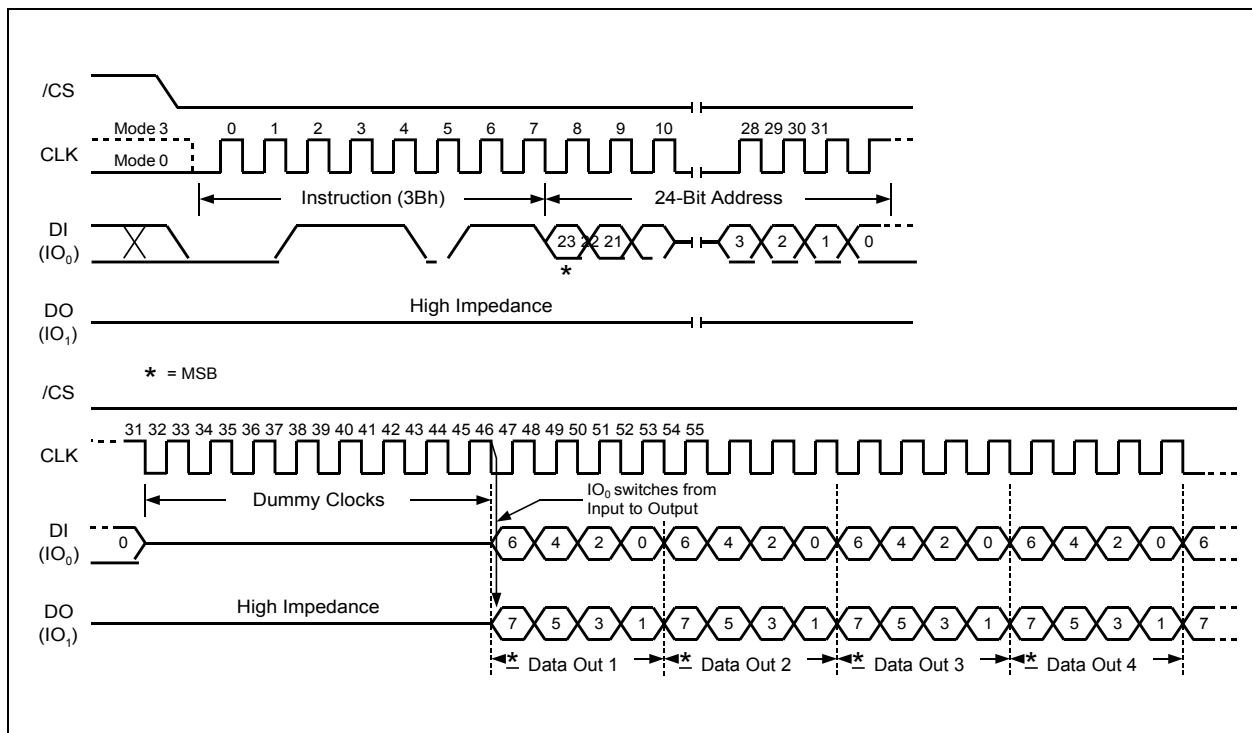 /CS
Mode 3
0 1 2 3 4 5 6 7 8 9 10 28 29 30 31
CLK
Mode 0
Instruction (3Bh) 24-Bit Address
DI
(IO0)
23 22 21 3 2 1 0
*
High Impedance
DO
(IO1)
* = MSB
/CS
31 32 33 34 35 36 37 38 39 40 41 42 43 44 45 46 47 48 49 50 51 52 53 54 55
CLK
Dummy Clocks
IO0 switches from
Input to Output
DI
(IO0)
0 6 4 2 0 6 4 2 0 6 4 2 0 6 4 2 0 6
High Impedance
DO
(IO1)
7 5 3 1 7 5 3 1 7 5 3 1 7 5 3 1 7
* Data Out 1 * Data Out 2 * Data Out 3 * Data Out 4